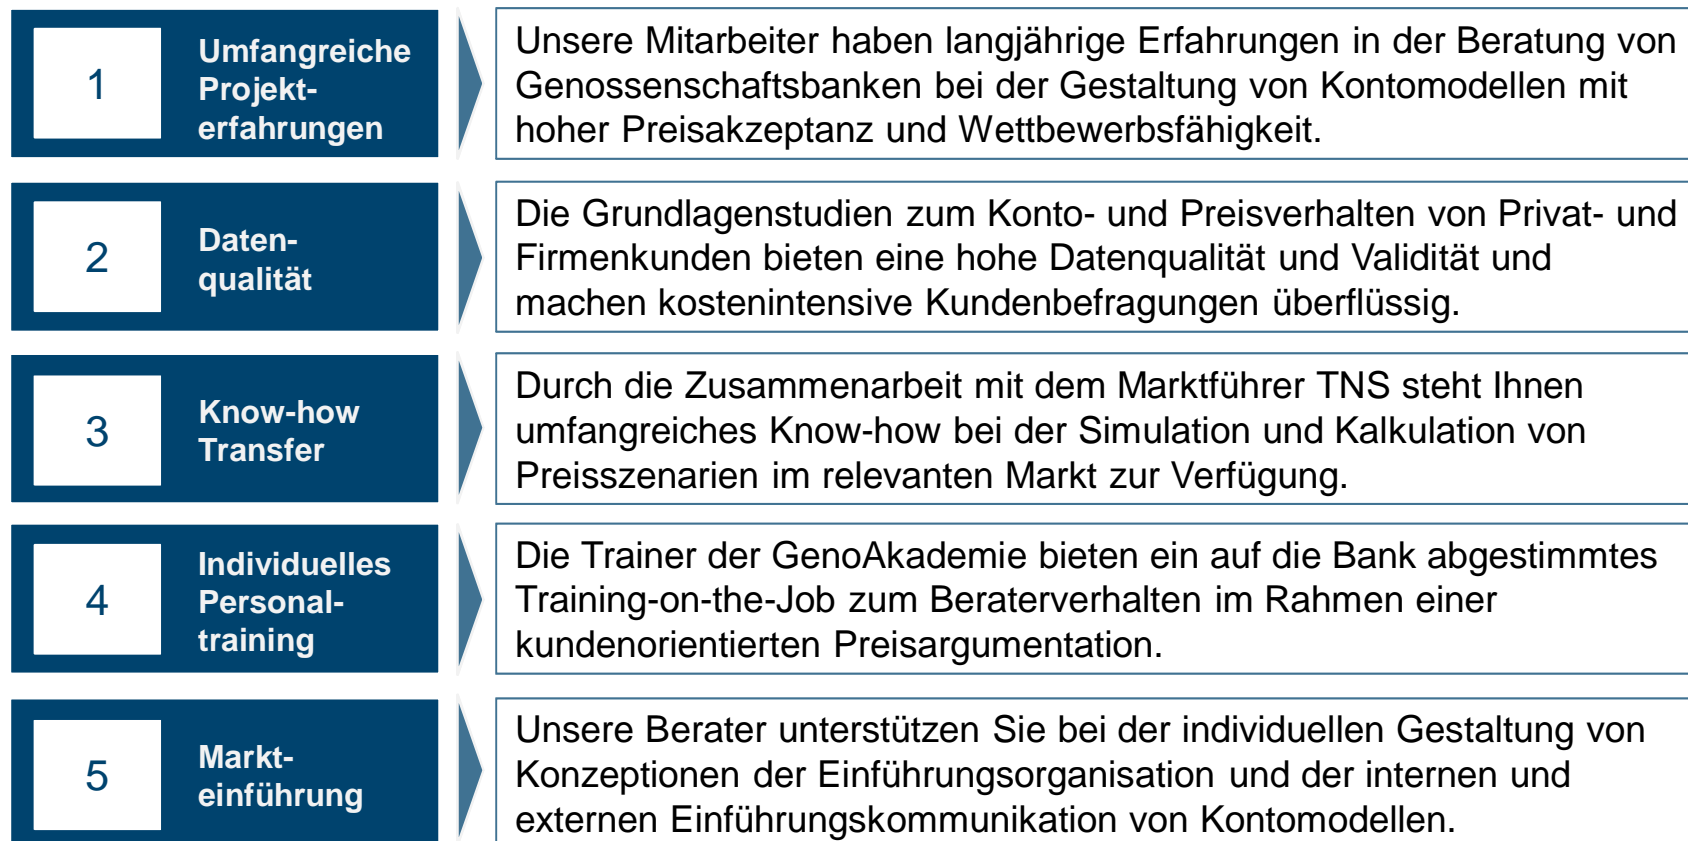 1
Umfangreiche
Projekt-
erfahrungen
Unsere Mitarbeiter haben langjährige Erfahrungen in der Beratung von
Genossenschaftsbanken bei der Gestaltung von Kontomodellen mit
hoher Preisakzeptanz und Wettbewerbsfähigkeit.
2
Daten-
qualität
Die Grundlagenstudien zum Konto- und Preisverhalten von Privat- und
Firmenkunden bieten eine hohe Datenqualität und Validität und
machen kostenintensive Kundenbefragungen überflüssig.
3
Know-how
Transfer
Durch die Zusammenarbeit mit dem Marktführer TNS steht Ihnen
umfangreiches Know-how bei der Simulation und Kalkulation von
Preisszenarien im relevanten Markt zur Verfügung.
4
Individuelles
Personal-
training
Die Trainer der GenoAkademie bieten ein auf die Bank abgestimmtes
Training-on-the-Job zum Beraterverhalten im Rahmen einer
kundenorientierten Preisargumentation.
5
Markt-
einführung
Unsere Berater unterstützen Sie bei der individuellen Gestaltung von
Konzeptionen der Einführungsorganisation und der internen und
externen Einführungskommunikation von Kontomodellen.